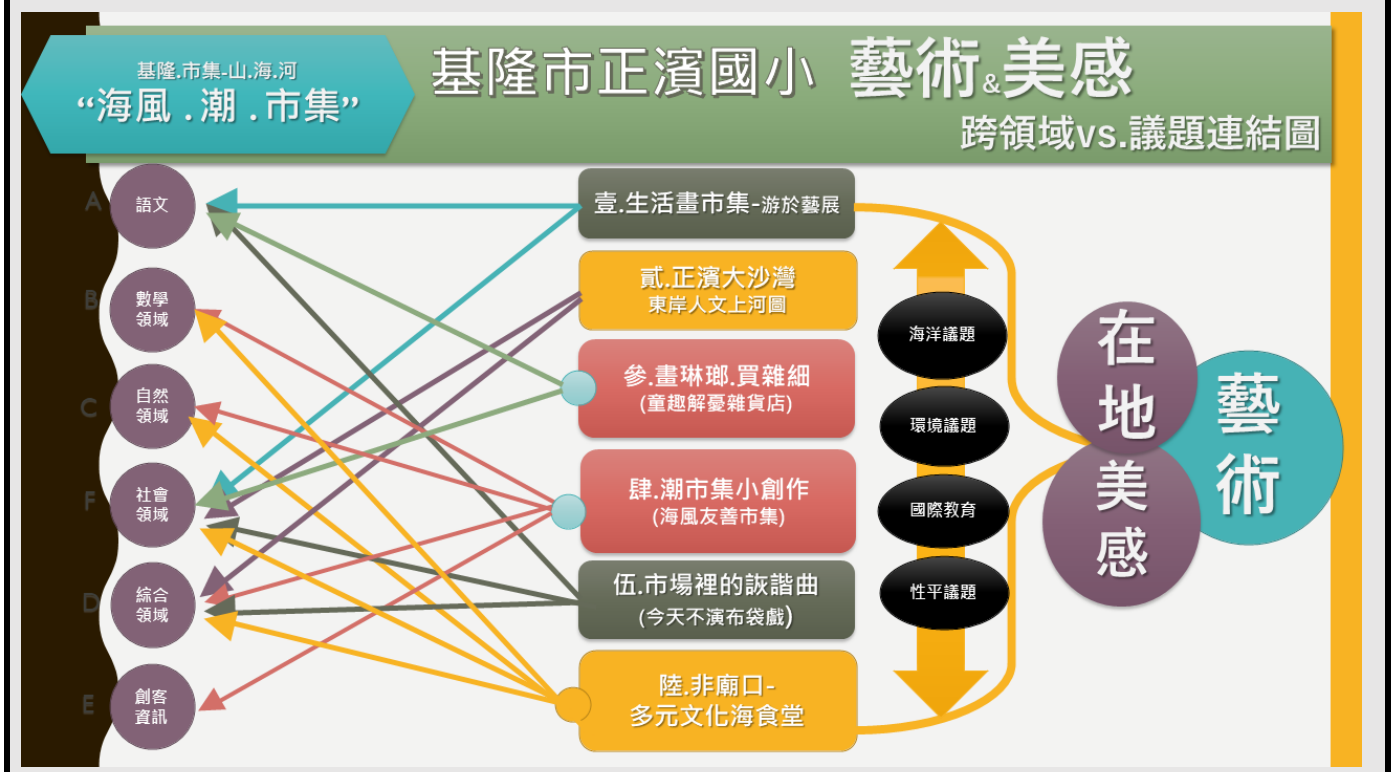 基隆.市集-山.海.河
“海風 . 潮 . 市集”
基隆市正濱國小 藝術&美感
跨領域vs.議題連結圖
A
語文
B
數學
領域
C
自然
領域
F
社會
領域
D
綜合
領域
E
創客
資訊
壹.生活畫市集-游於藝展
貳.正濱大沙灣
東岸人文上河圖
參.畫琳瑯.買雜細
(童趣解憂雜貨店)
肆.潮市集小創作
(海風友善市集)
伍.市場裡的詼諧曲
(今天不演布袋戲)
陸.非廟口-
多元文化海食堂
海洋議題
環境議題
國際教育
性平議題
在地
美感
藝術